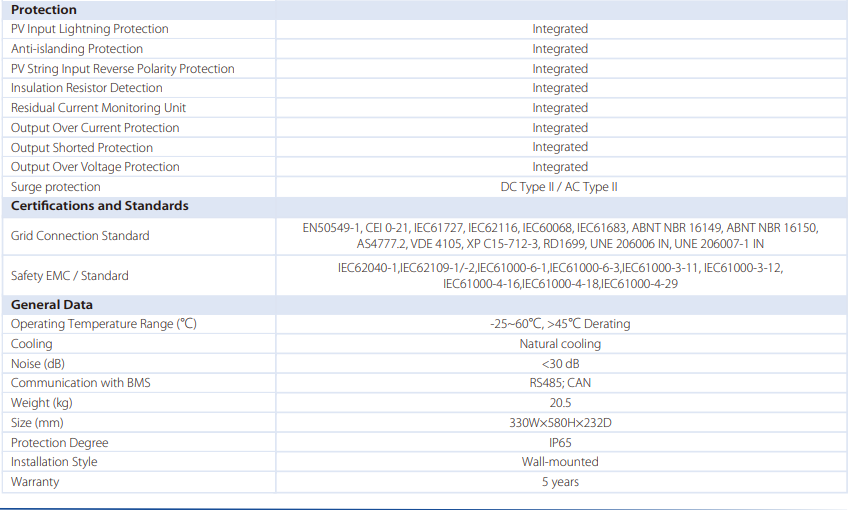 Protection
PV Input Lightning Protection Integrated
Anti-islanding Protection Integrated
PV String Input Reverse Polarity Protection Integrated
Insulation Resistor Detection Integrated
Residual Current Monitoring Unit Integrated
Output Over Current Protection Integrated
Output Shorted Protection Integrated
Output Over Voltage Protection Integrated
Surge protection DC Type II / AC Type II
Certifications and Standards
Grid Connection Standard EN50549-1, CEI 0-21, IEC61727, IEC62116, IEC60068, IEC61683, ABNT NBR 16149, ABNT NBR 16150,
AS4777.2, VDE 4105, XP C15-712-3, RD1699, UNE 206006 IN, UNE 206007-1 IN
Safety EMC / Standard IEC62040-1,IEC62109-1/-2,IEC61000-6-1,IEC61000-6-3,IEC61000-3-11, IEC61000-3-12,
IEC61000-4-16,IEC61000-4-18,IEC61000-4-29
General Data
Operating Temperature Range (℃) -25~60℃, >45℃ Derating
Cooling Natural cooling
Noise (dB) <30 dB
Communication with BMS RS485; CAN
Weight (kg) 20.5
Size (mm) 330W×580H×232D
Protection Degree IP65
Installation Style Wall-mounted
Warranty 5 years